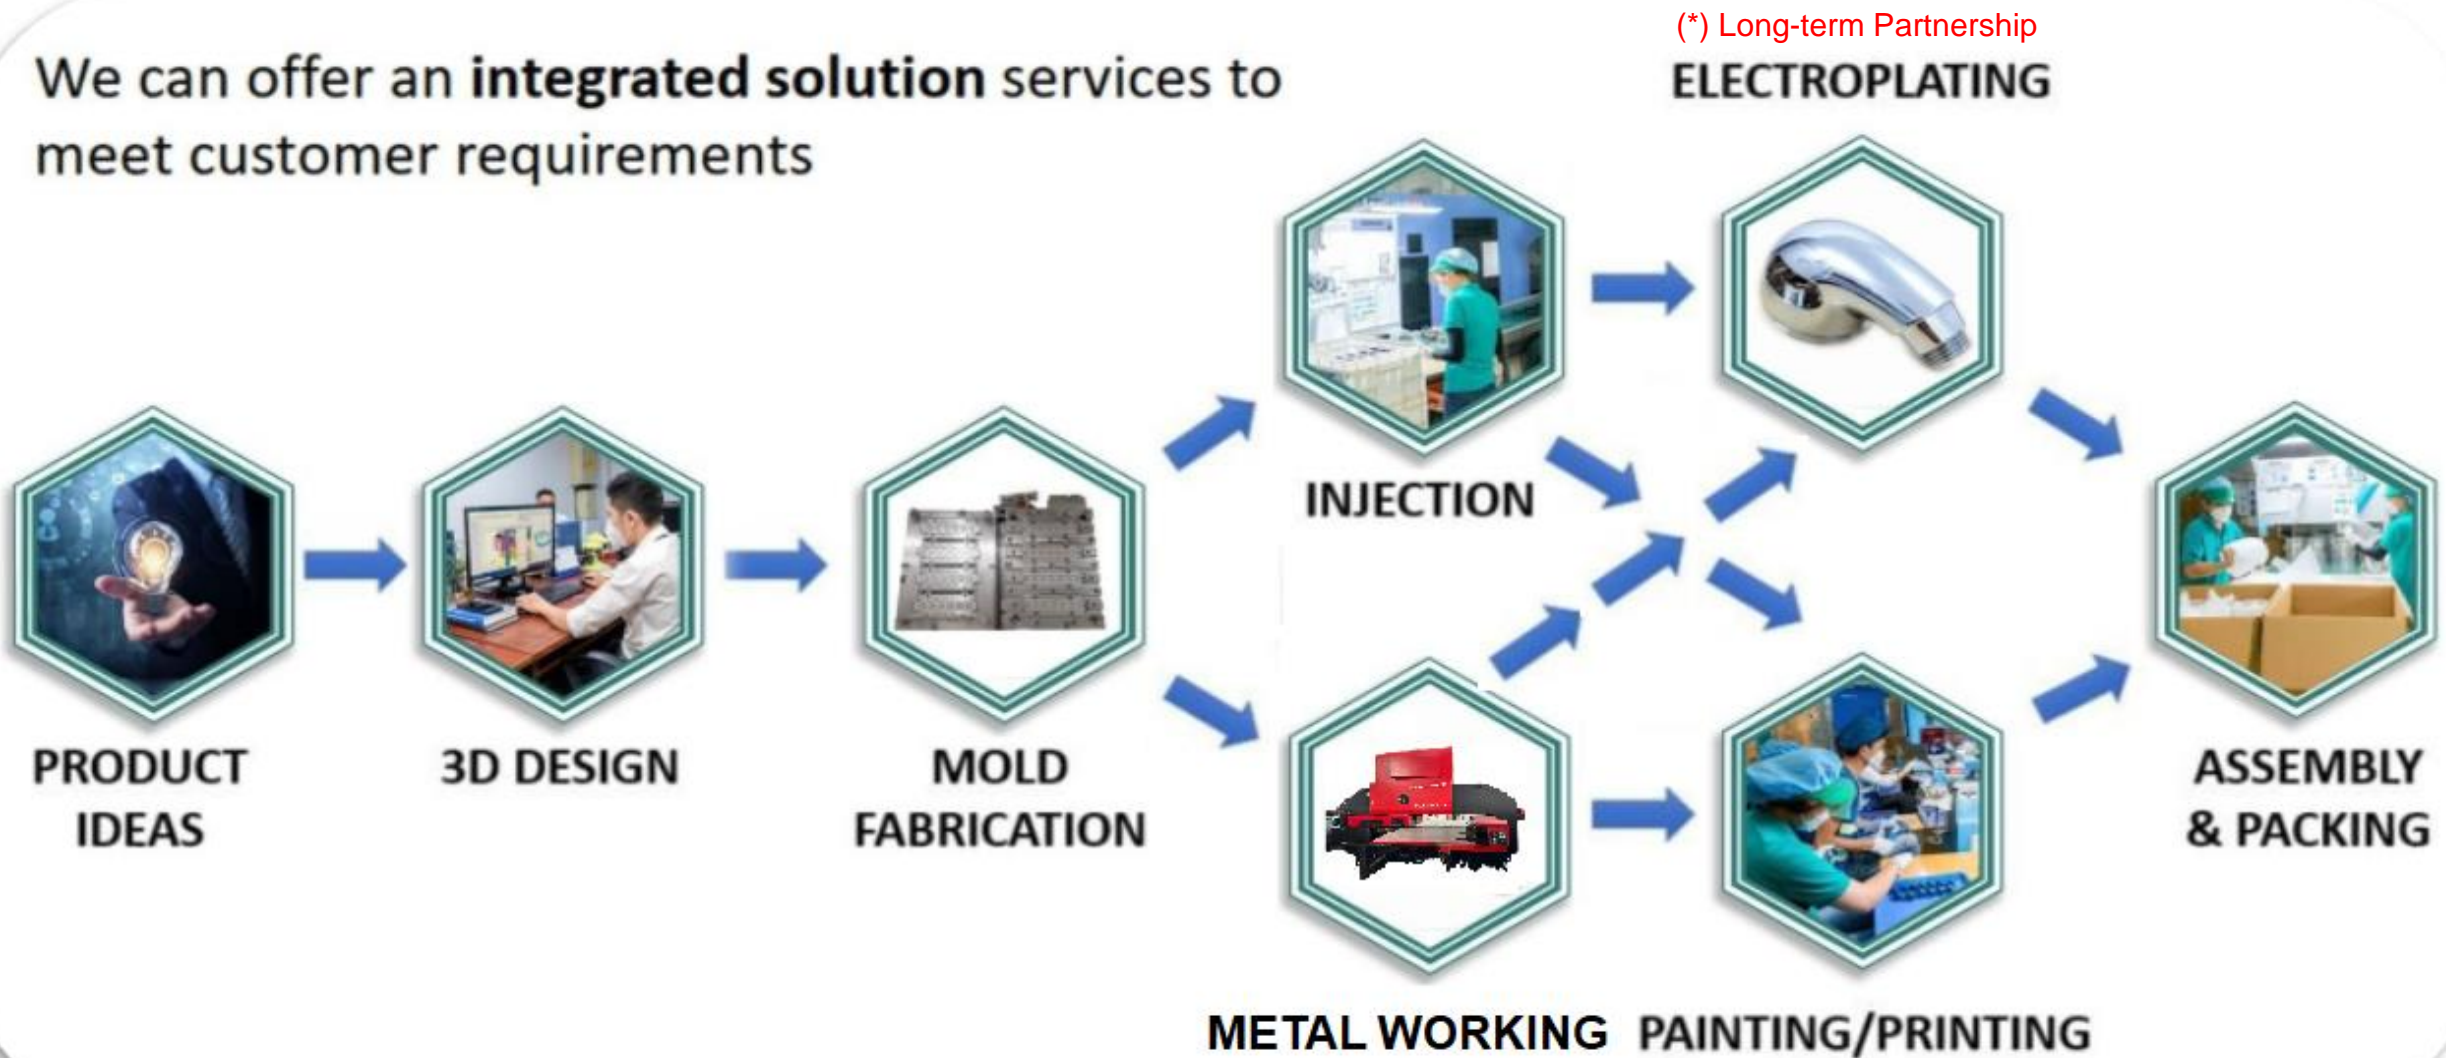 We can offer an integrated solution services to
meet customer requirements
(*) Long-term Partnership
ELECTROPLATING
INJECTION
PRODUCT
IDEAS
3D DESIGN
MOLD
FABRICATION
ASSEMBLY
& PACKING
METAL WORKING
PAINTING/PRINTING